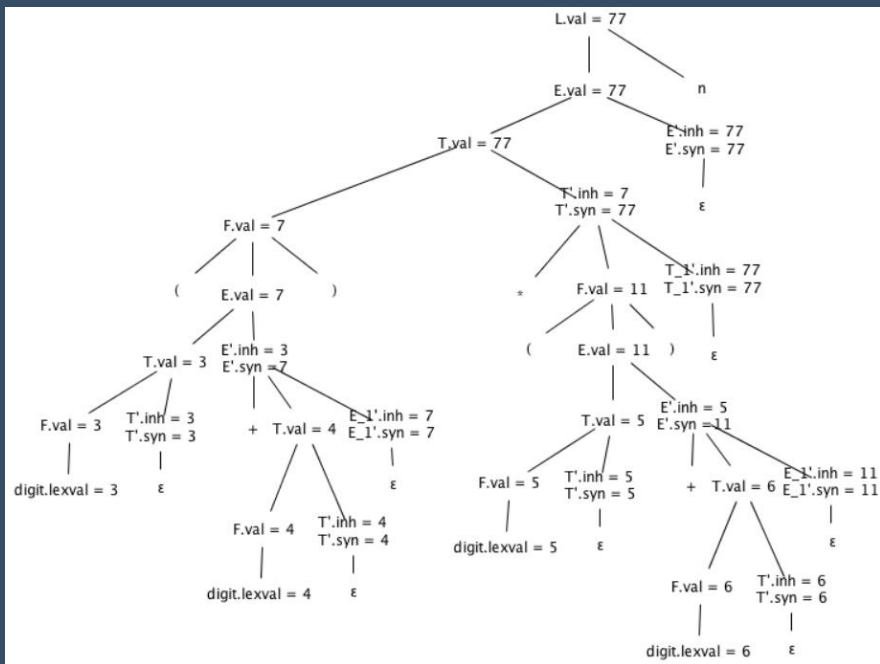 L.val = 77
E.val = 77
n
T.val = 77
E'.inh = 77
E'.syn = 77
F.val = 7
T'.inh = 7
T'.syn = 77
ε
(
E.val = 7
)
*
F.val = 11
T_1'.inh = 77
T_1'.syn = 77
T.val = 3
E'.inh = 3
E'.syn = 7
(
E.val = 11
)
ε
F.val = 3
T'.inh = 3
T'.syn = 3
+
T.val = 4
E_1'.inh = 7
E_1'.syn = 7
T.val = 5
E'.inh = 5
E'.syn = 11
digit.lexval = 3
ε
ε
F.val = 5
T'.inh = 5
T'.syn = 5
+
T.val = 6
E_1'.inh = 11
E_1'.syn = 11
F.val = 4
T'.inh = 4
T'.syn = 4
digit.lexval = 5
ε
ε
digit.lexval = 4
ε
F.val = 6
T'.inh = 6
T'.syn = 6
digit.lexval = 6
ε